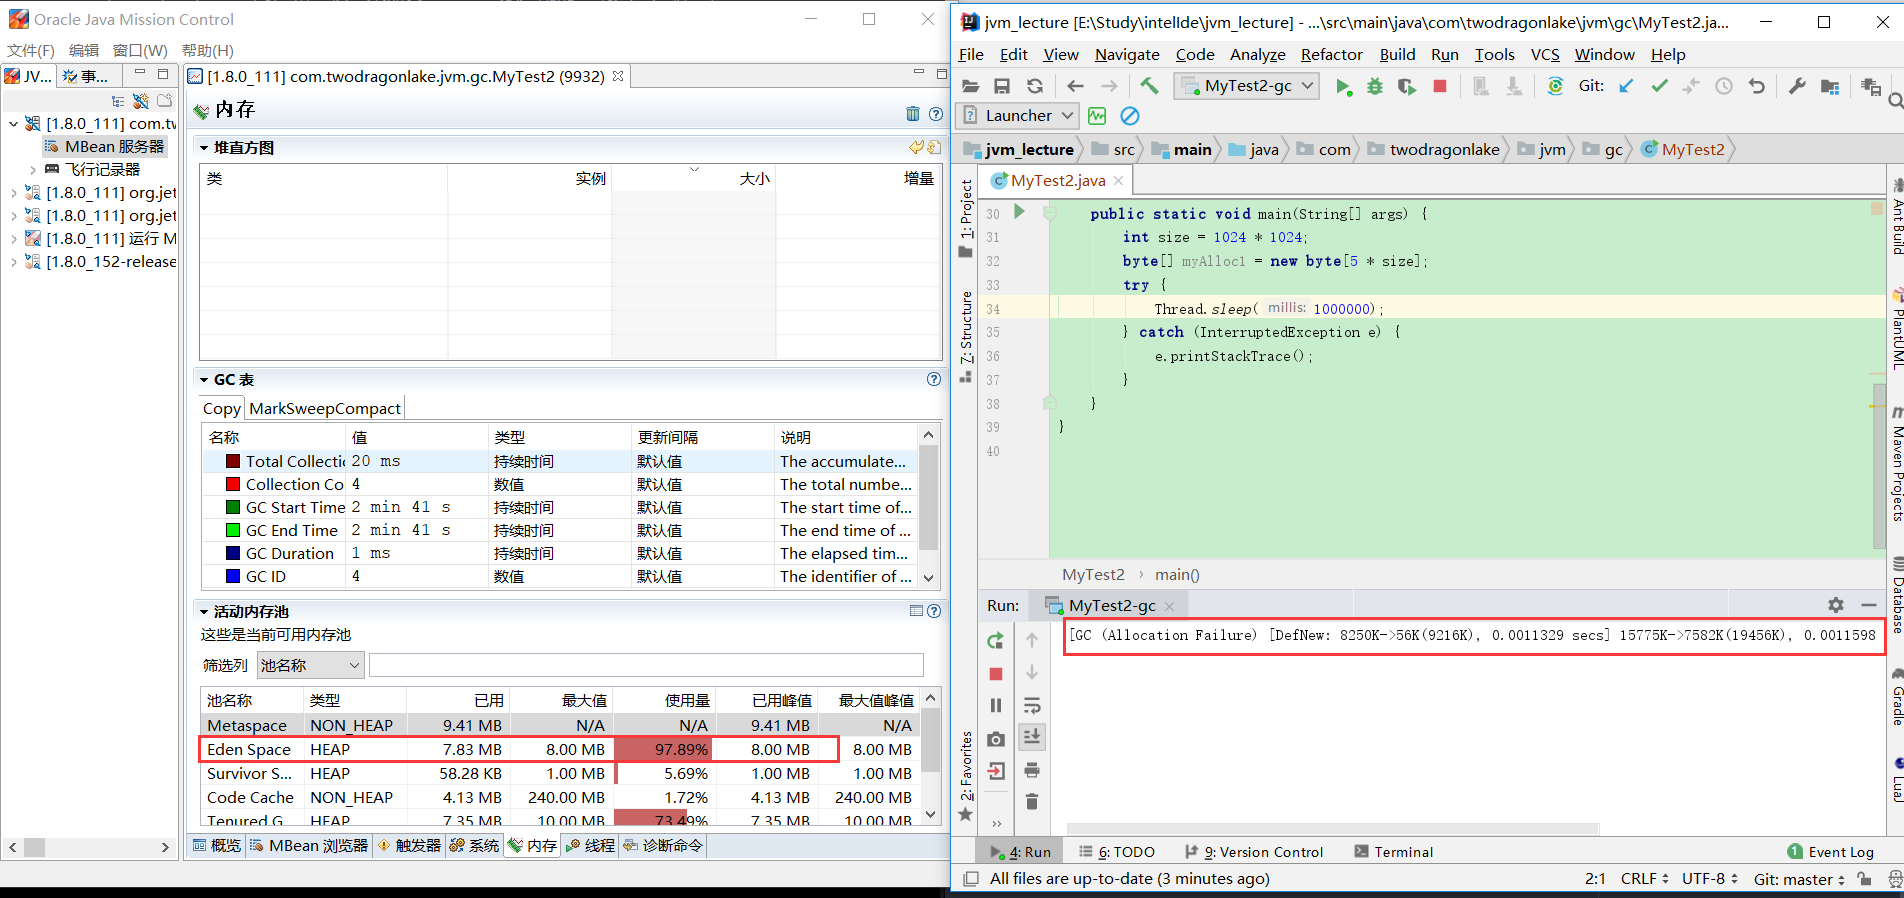 Oracle Java Mission Control
文件(F) 编辑 窗口(W) 帮助(H)
JV... 事...
[1.8.0_111] com.tw
MBean 服务器
飞行记录器
[1.8.0_111] org.jet
[1.8.0_111] org.jet
[1.8.0_111] 运行 M
[1.8.0_152-release
[1.8.0_111] com.twodragonlake.jvm.gc.MyTest2 (9932)
内存
堆直方图
类 实例 大小 增量
GC 表
Copy MarkSweepCompact
名称 值 类型 更新间隔 说明
Total Collectic 20 ms 持续时间 默认值 The accumulate...
Collection Co 4 数值 默认值 The total numbe...
GC Start Time 2 min 41 s 持续时间 默认值 The start time of...
GC End Time 2 min 41 s 持续时间 默认值 The end time of ...
GC Duration 1 ms 持续时间 默认值 The elapsed tim...
GC ID 4 数值 默认值 The identifier of ...
活动内存池
这些是当前可用内存池
筛选列 池名称
池名称 类型 已用 最大值 使用量 已用峰值 最大值峰值
Metaspace NON_HEAP 9.41 MB N/A N/A 9.41 MB N/A
Eden Space HEAP 7.83 MB 8.00 MB 97.89% 8.00 MB 8.00 MB
Survivor S... HEAP 58.28 KB 1.00 MB 5.69% 1.00 MB 1.00 MB
Code Cache NON_HEAP 4.13 MB 240.00 MB 1.72% 4.13 MB 240.00 MB
Tenured G... HEAP 7.35 MB 10.00 MB 73.49% 7.35 MB 10.00 MB
概览 MBean 浏览器 触发器 系统 内存 线程 诊断命令
jvm_lecture [E:\Study\intellde\jvm_lecture] - ...\src\main\java\com\twodragonlake\jvm\gc\MyTest2.ja...
File Edit View Navigate Code Analyze Refactor Build Run Tools VCS Window Help
MyTest2-gc Git:
Launcher
jvm_lecture src main java com twodragonlake jvm gc MyTest2
MyTest2.java
1: Project
7: Structure
2: Favorites
30 public static void main(String[] args) {
31 int size = 1024 * 1024;
32 byte[] myAlloc1 = new byte[5 * size];
33 try {
34 Thread.sleep( millis: 1000000);
35 } catch (InterruptedException e) {
36 e.printStackTrace();
37 }
38 }
39 }
40
MyTest2 › main()
Run: MyTest2-gc
[GC (Allocation Failure) [DefNew: 8250K->56K(9216K), 0.0011329 secs] 15775K->7582K(19456K), 0.0011598
Ant Build
PlantUML
Maven Projects
Database
Gradle
LuaJ
4: Run 6: TODO 9: Version Control Terminal 1 Event Log
All files are up-to-date (3 minutes ago) 2:1 CRLF UTF-8 Git: master